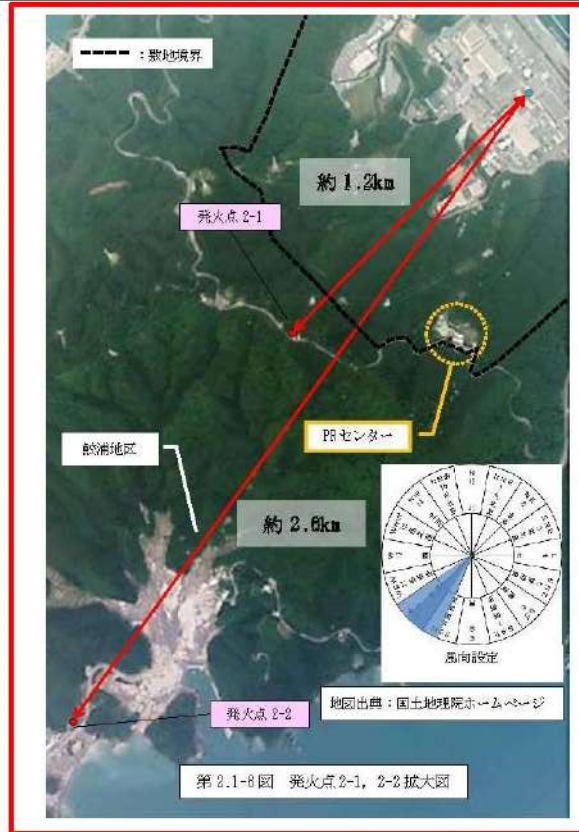 ：敷地境界
約1.2km
発火点2-1
PRセンター
鮫浦地区
約2.6km
風向設定
地図出典：国土地理院ホームページ
発火点2-2
第2.1-8図 発火点2-1, 2-2拡大図